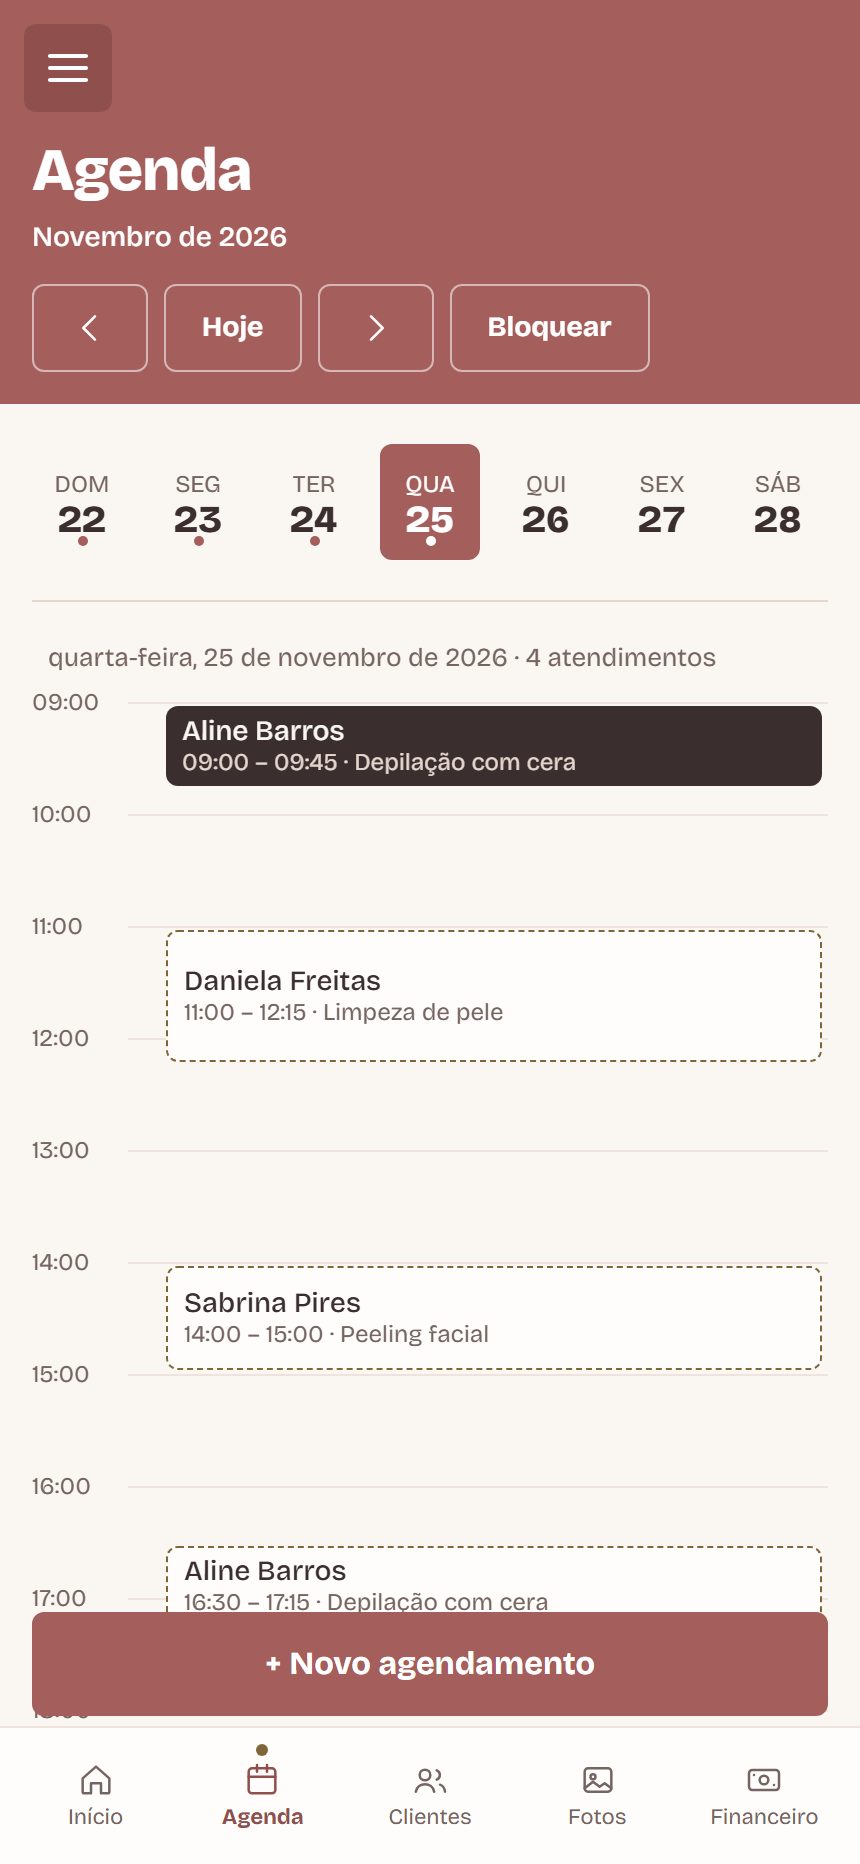 Agenda
Novembro de 2026
Hoje
Bloquear
DOM SEG TER QUA QUI SEX SÁB
22 23 24 25 26 27 28
quarta-feira, 25 de novembro de 2026 · 4 atendimentos
09:00
Aline Barros
09:00 – 09:45 · Depilação com cera
10:00
11:00
Daniela Freitas
11:00 – 12:15 · Limpeza de pele
12:00
13:00
14:00
Sabrina Pires
14:00 – 15:00 · Peeling facial
15:00
16:00
Aline Barros
16:30 – 17:15 · Depilação com cera
17:00
+ Novo agendamento
Início Agenda Clientes Fotos Financeiro